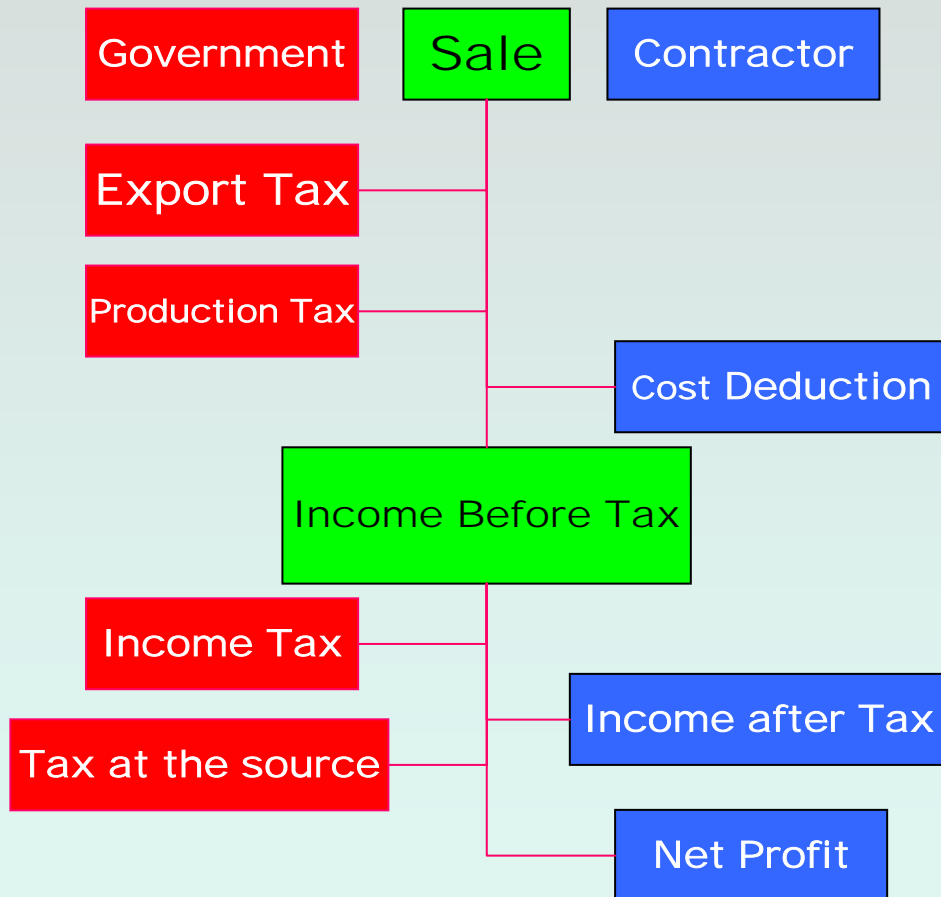 Government
Sale
Contractor
Export Tax
Production Tax
Cost Deduction
Income Before Tax
Income Tax
Income after Tax
Tax at the source
Net Profit